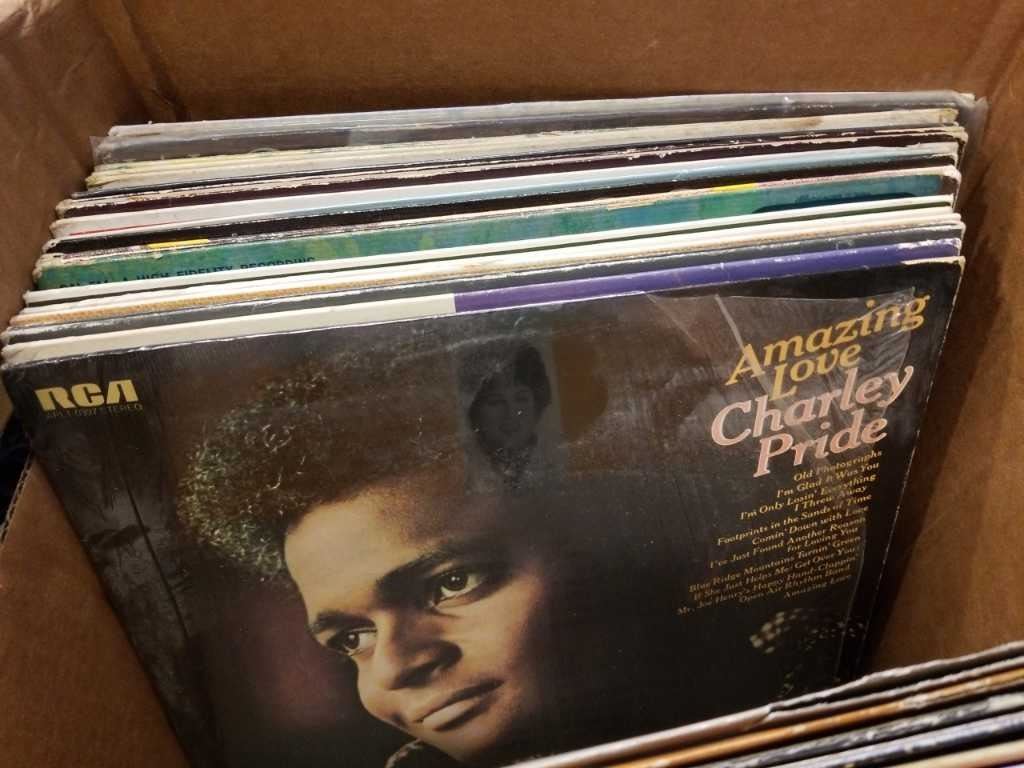 HIGH FIDELITY RECORDING
RCA
APL1-0397 STEREO
Amazing
Love
Charley
Pride
Old Photographs
I'm Glad It Was You
I'm Only Losin' Everything
I Threw Away
Footprints in the Sands of Time
Comin' Down with Love
I've Just Found Another Reason
for Loving You
Blue Ridge Mountains Turnin' Green
If She Just Helps Me Get Over You
Mr. Joe Henry's Happy Hand-Clappin'
Open Air Rhythm Band
Amazing Love